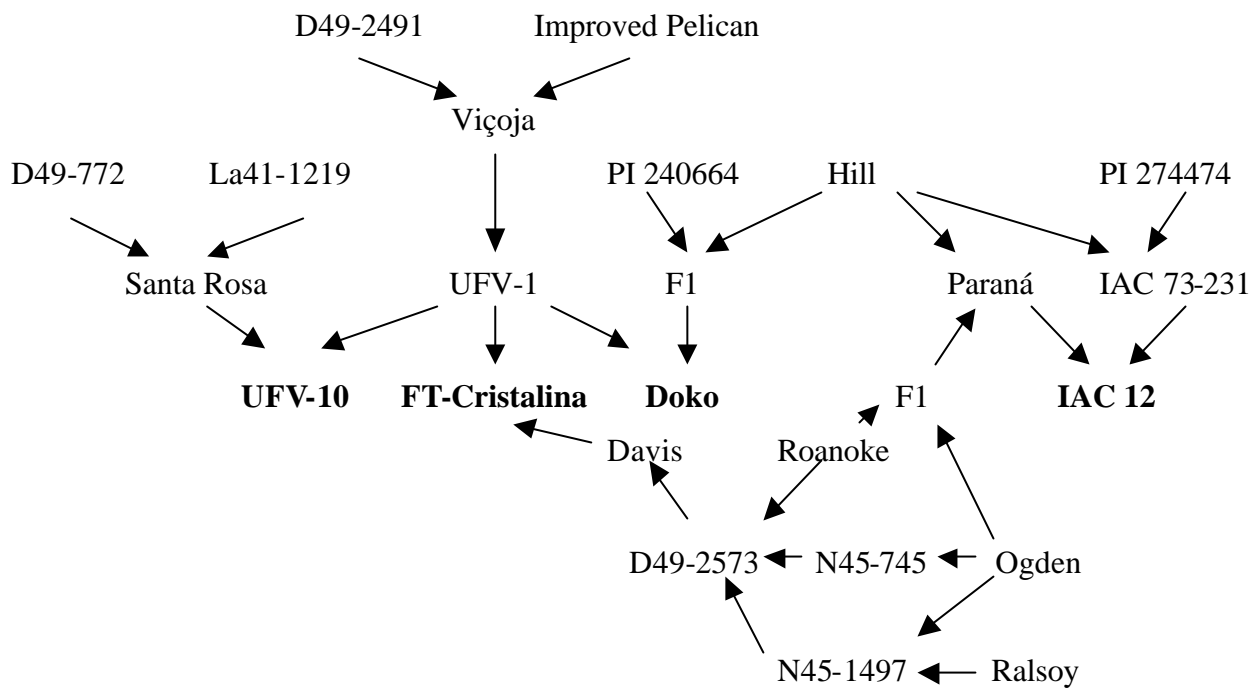 D49-2491 Improved Pelican
Viçoja
D49-772 La41-1219 PI 240664 Hill PI 274474
Santa Rosa UFV-1 F1 Paraná IAC 73-231
UFV-10 FT-Cristalina Doko F1 IAC 12
Davis Roanoke
D49-2573 N45-745 Ogden
N45-1497 Ralsoy